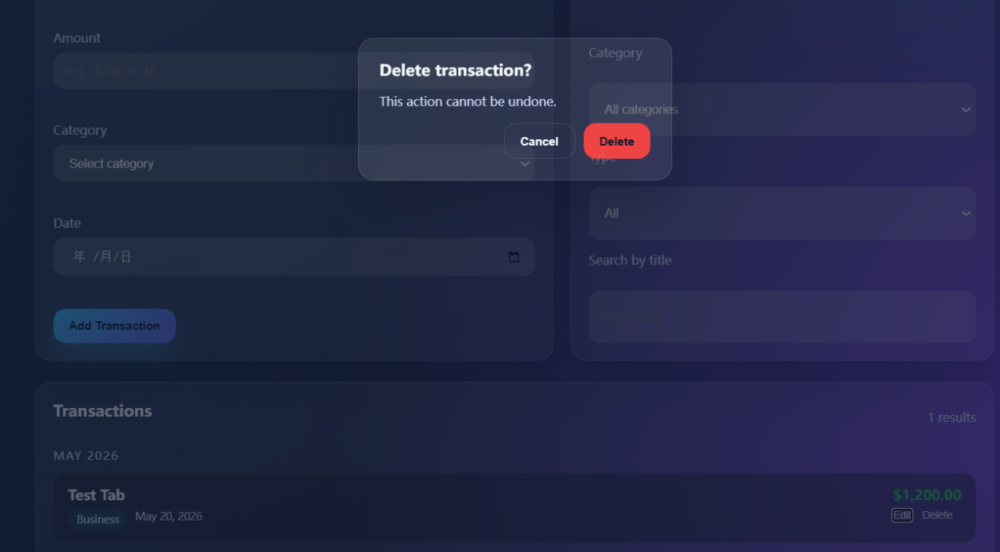 Amount
e.g. 1200 or -45
Category
Select category
Date
年 /月/日
Add Transaction
Delete transaction?
This action cannot be undone.
Cancel
Delete
Category
All categories
Type
All
Search by title
Start typing
Transactions
1 results
MAY 2026
Test Tab
$1,200.00
Business
May 20, 2026
Edit
Delete